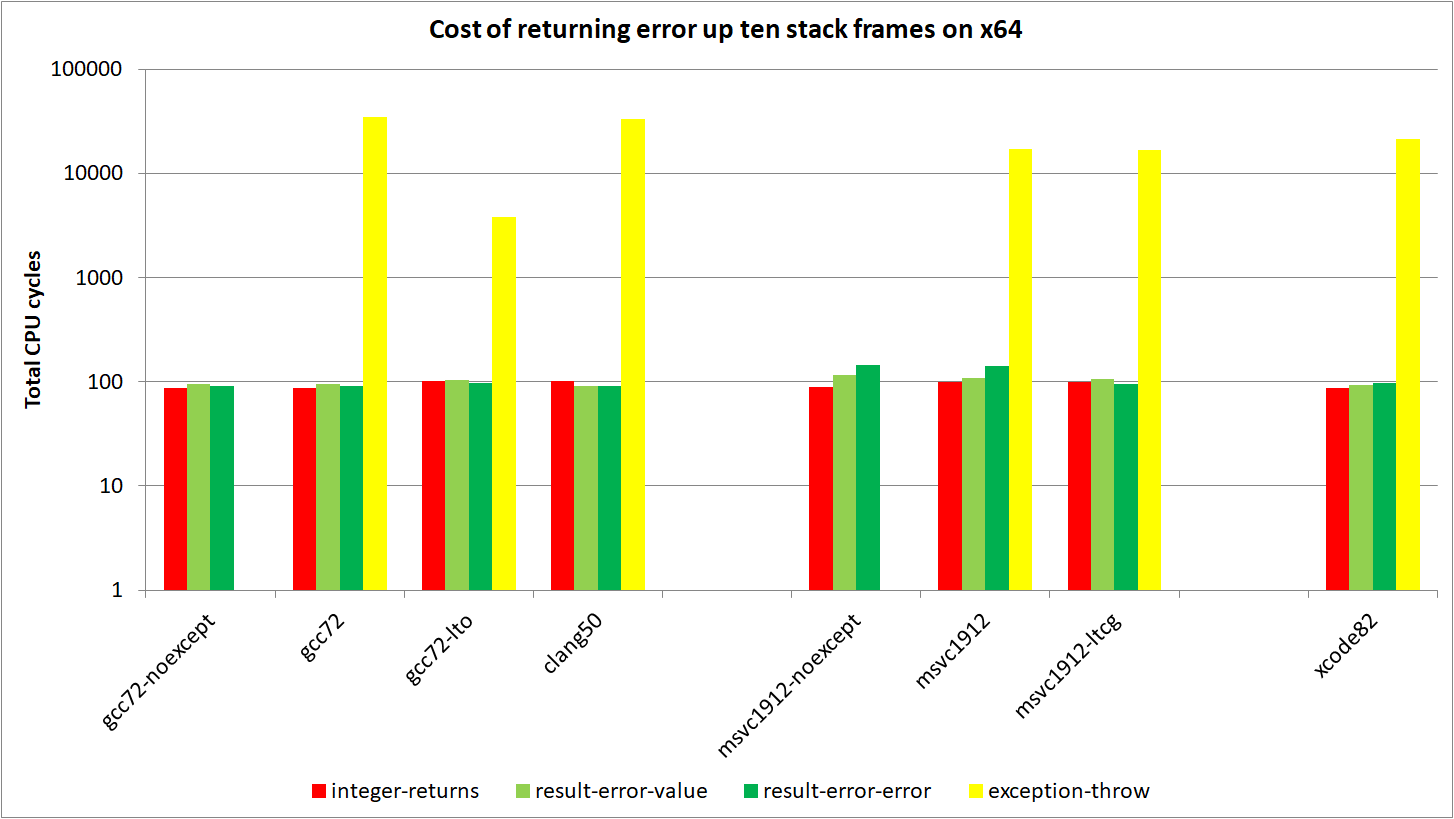 Cost of returning error up ten stack frames on x64
100000
10000
1000
100
10
1
Total CPU cycles
gcc72-noexcept
gcc72
gcc72-lto
clang50
msvc1912-noexcept
msvc1912
msvc1912-ltcg
xcode82
integer-returns
result-error-value
result-error-error
exception-throw